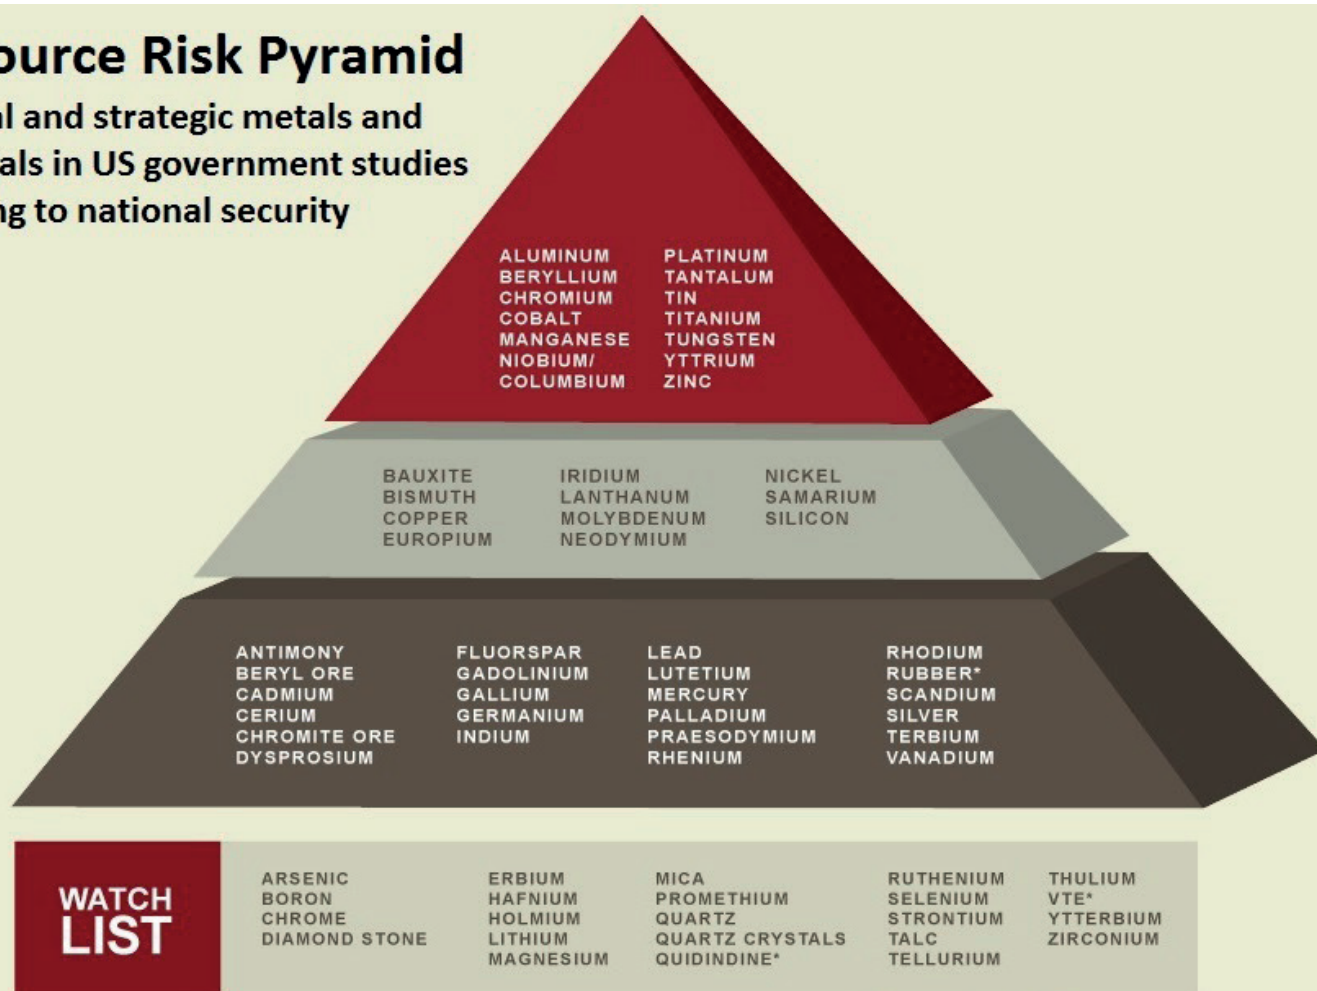 ource Risk Pyramid
al and strategic metals and
als in US government studies
ng to national security
ALUMINUM
BERYLLIUM
CHROMIUM
COBALT
MANGANESE
NIOBIUM/
COLUMBIUM
PLATINUM
TANTALUM
TIN
TITANIUM
TUNGSTEN
YTTRIUM
ZINC
BAUXITE
BISMUTH
COPPER
EUROPIUM
IRIDIUM
LANTHANUM
MOLYBDENUM
NEODYMIUM
NICKEL
SAMARIUM
SILICON
ANTIMONY
BERYL ORE
CADMIUM
CERIUM
CHROMITE ORE
DYSPROSIUM
FLUORSPAR
GADOLINIUM
GALLIUM
GERMANIUM
INDIUM
LEAD
LUTETIUM
MERCURY
PALLADIUM
PRAESODYMIUM
RHENIUM
RHODIUM
RUBBER*
SCANDIUM
SILVER
TERBIUM
VANADIUM
WATCH
LIST
ARSENIC
BORON
CHROME
DIAMOND STONE
ERBIUM
HAFNIUM
HOLMIUM
LITHIUM
MAGNESIUM
MICA
PROMETHIUM
QUARTZ
QUARTZ CRYSTALS
QUIDINDINE*
RUTHENIUM
SELENIUM
STRONTIUM
TALC
TELLURIUM
THULIUM
VTE*
YTTERBIUM
ZIRCONIUM